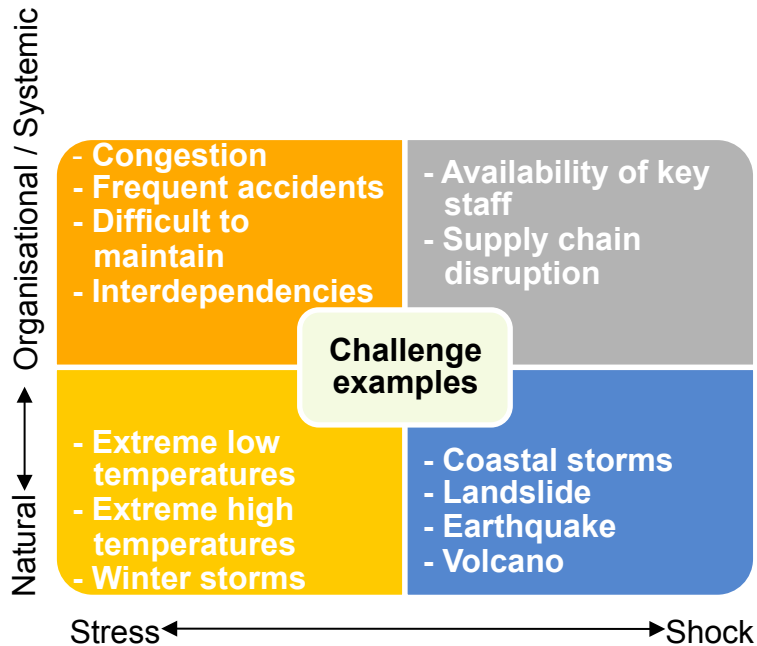 Organisational / Systemic
Natural
- Congestion
- Frequent accidents
- Difficult to
maintain
- Interdependencies
- Availability of key
staff
- Supply chain
disruption
Challenge
examples
- Extreme low
temperatures
- Extreme high
temperatures
- Winter storms
- Coastal storms
- Landslide
- Earthquake
- Volcano
Stress
Shock